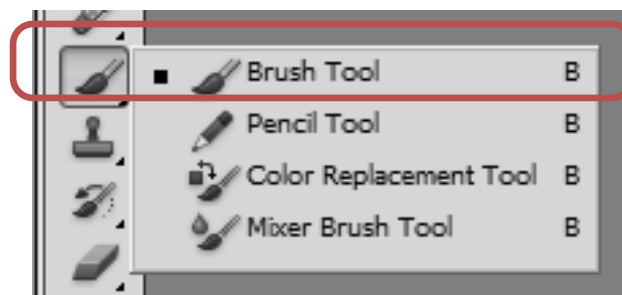 Brush Tool B
Pencil Tool B
Color Replacement Tool B
Mixer Brush Tool B